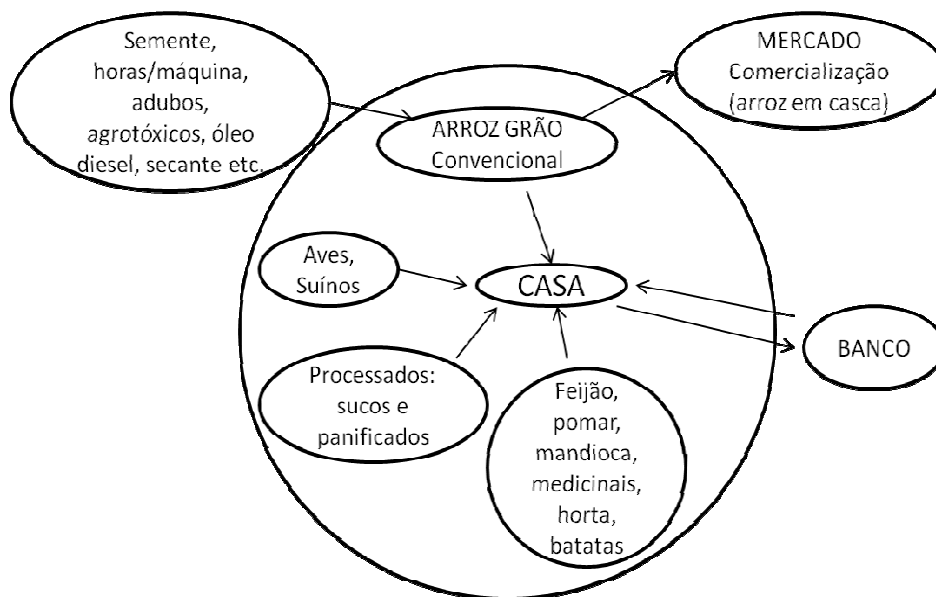 Semente,
horas/máquina,
adubos,
agrotóxicos, óleo
diesel, secante etc.
MERCADO
Comercialização
(arroz em casca)
ARROZ GRÃO
Convencional
Aves,
Suínos
CASA
BANCO
Processados:
sucos e
panificados
Feijão,
pomar,
mandioca,
medicinais,
horta,
batatas